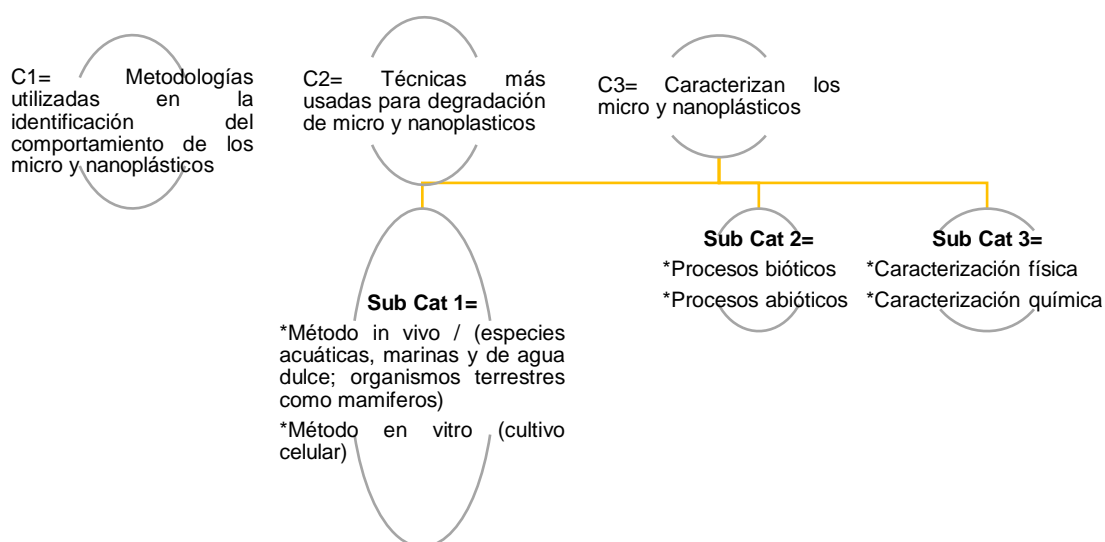 C1= Metodologías
utilizadas en la
identificación del
comportamiento de los
micro y nanoplásticos
C2= Técnicas más
usadas para degradación
de micro y nanoplasticos
C3= Caracterizan los
micro y nanoplásticos
Sub Cat 1=
*Método in vivo / (especies
acuáticas, marinas y de agua
dulce; organismos terrestres
como mamiferos)
*Método en vitro (cultivo
celular)
Sub Cat 2=
*Procesos bióticos
*Procesos abióticos
Sub Cat 3=
*Caracterización física
*Caracterización química